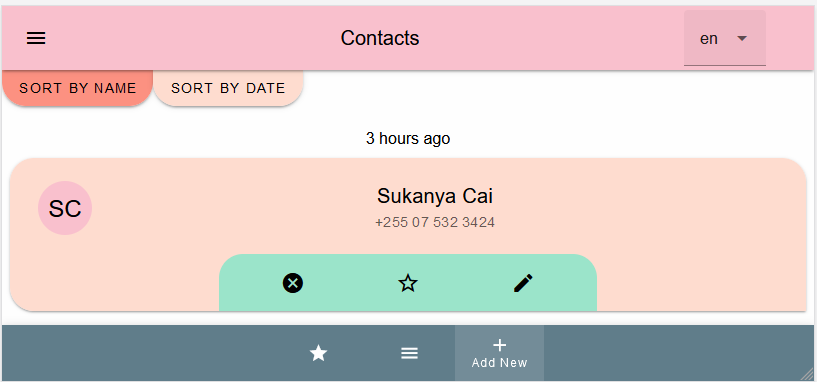 Contacts
en
SORT BY NAME
SORT BY DATE
3 hours ago
SC
Sukanya Cai
+255 07 532 3424
Add New